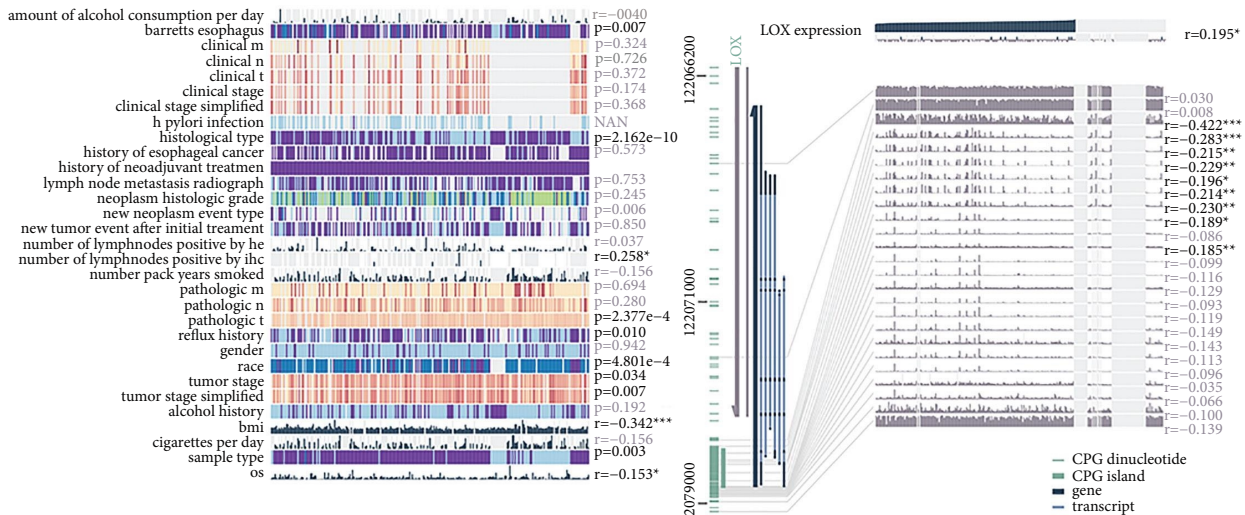 amount of alcohol consumption per day r=−0040
barretts esophagus p=0.007
clinical m p=0.324
clinical n p=0.726
clinical t p=0.372
clinical stage p=0.174
clinical stage simplified p=0.368
h pylori infection NAN
histological type p=2.162e-10
history of esophageal cancer p=0.573
history of neoadjuvant treatmen
lymph node metastasis radiograph p=0.753
neoplasm histologic grade p=0.245
new neoplasm event type p=0.006
new tumor event after initial treament p=0.850
number of lymphnodes positive by he r=0.037
number of lymphnodes positive by ihc r=0.258*
number pack years smoked r=−0.156
pathologic m p=0.694
pathologic n p=0.280
pathologic t p=2.377e-4
reflux history p=0.010
gender p=0.942
race p=4.801e-4
tumor stage p=0.034
tumor stage simplified p=0.007
alcohol history p=0.192
bmi r=−0.342***
cigarettes per day r=−0.156
sample type p=0.003
os r=−0.153*
LOX
122066200
122071000
2079000
LOX expression r=0.195*
r=0.030
r=0.008
r=−0.422***
r=−0.283***
r=−0.215**
r=−0.229**
r=−0.196*
r=−0.214**
r=−0.230**
r=−0.189*
r=−0.086
r=−0.185**
r=−0.099
r=−0.116
r=−0.129
r=−0.093
r=−0.119
r=−0.149
r=−0.143
r=−0.113
r=−0.096
r=−0.035
r=−0.066
r=−0.100
r=−0.139
CPG dinucleotide
CPG island
gene
transcript